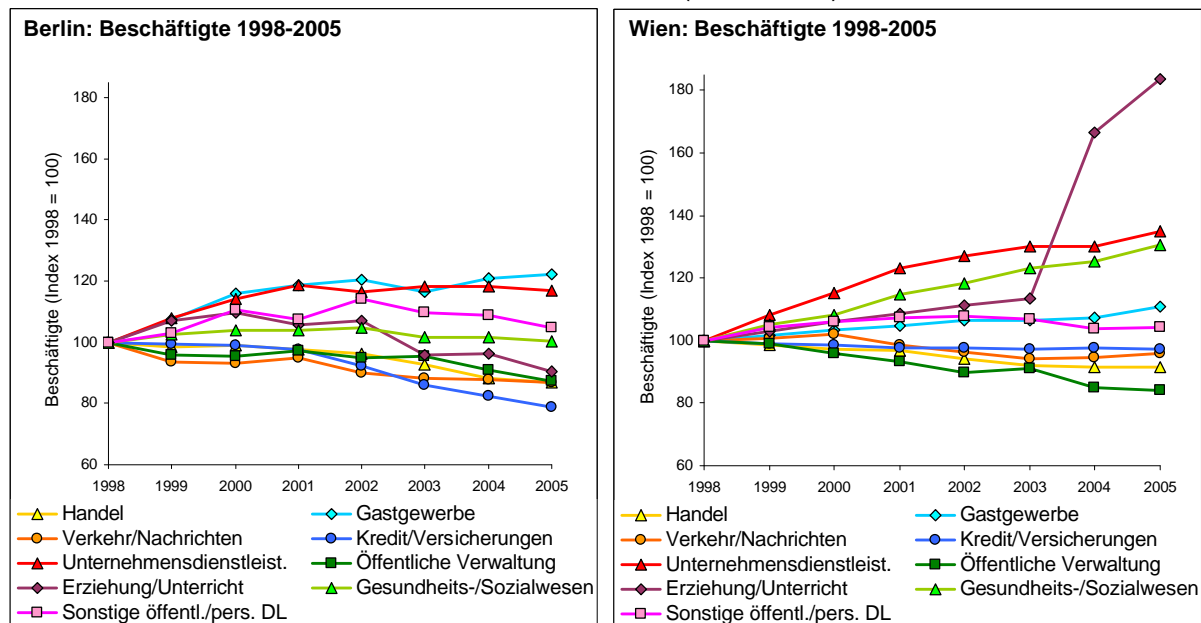 Berlin: Beschäftigte 1998-2005
Beschäftigte (Index 1998 = 100)
180
160
140
120
100
80
60
1998 1999 2000 2001 2002 2003 2004 2005
Handel Gastgewerbe
Verkehr/Nachrichten Kredit/Versicherungen
Unternehmensdienstleist. Öffentliche Verwaltung
Erziehung/Unterricht Gesundheits-/Sozialwesen
Sonstige öffentl./pers. DL
Wien: Beschäftigte 1998-2005
Beschäftigte (Index 1998 = 100)
180
160
140
120
100
80
60
1998 1999 2000 2001 2002 2003 2004 2005
Handel Gastgewerbe
Verkehr/Nachrichten Kredit/Versicherungen
Unternehmensdienstleist. Öffentliche Verwaltung
Erziehung/Unterricht Gesundheits-/Sozialwesen
Sonstige öffentl./pers. DL